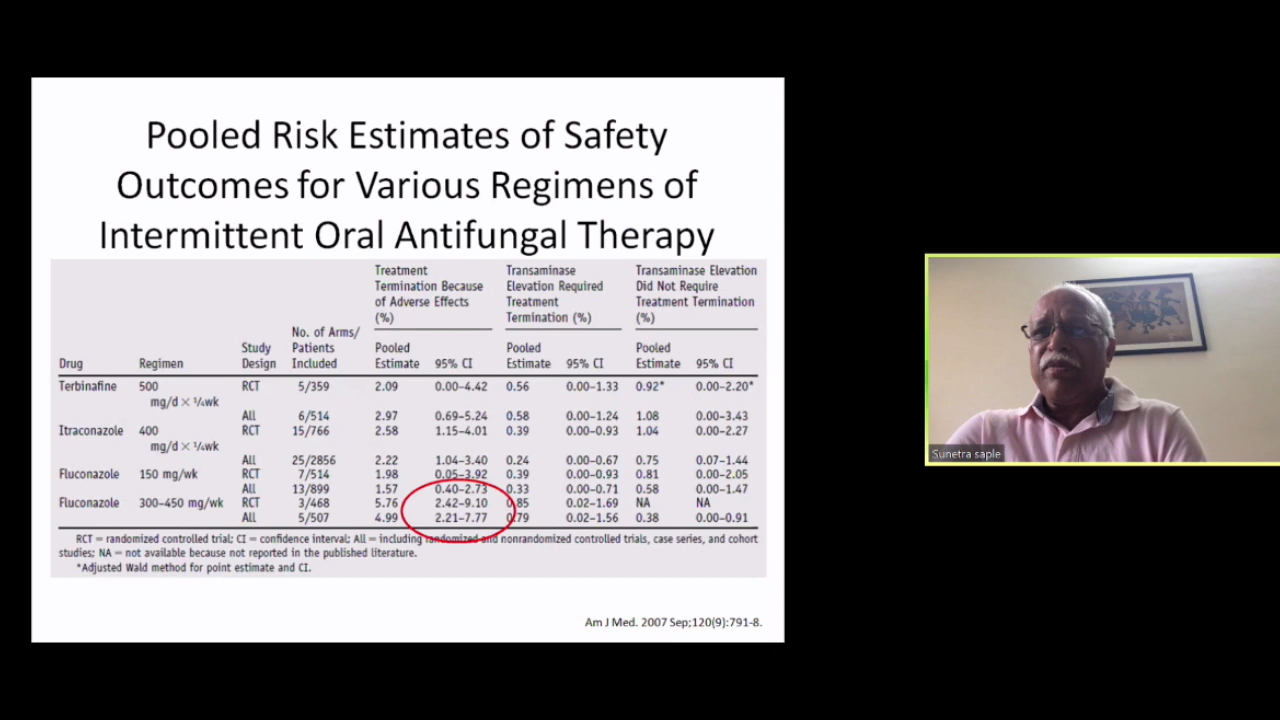 Pooled Risk Estimates of Safety
Outcomes for Various Regimens of
Intermittent Oral Antifungal Therapy
Treatment Termination Because of Adverse Effects (%) Transaminase Elevation Required Treatment Termination (%) Transaminase Elevation Did Not Require Treatment Termination (%)
Drug Regimen Study Design No. of Arms/ Patients Included Pooled Estimate 95% CI Pooled Estimate 95% CI Pooled Estimate 95% CI
Terbinafine 500 RCT 5/359 2.09 0.00–4.42 0.56 0.00–1.33 0.92* 0.00–2.20*
mg/d × ¼wk
All 6/514 2.97 0.69–5.24 0.58 0.00–1.24 1.08 0.00–3.43
Itraconazole 400 RCT 15/766 2.58 1.15–4.01 0.39 0.00–0.93 1.04 0.00–2.27
mg/d × ¼wk
All 25/2856 2.22 1.04–3.40 0.24 0.00–0.67 0.75 0.07–1.44
Fluconazole 150 mg/wk RCT 7/514 1.98 0.05–3.92 0.39 0.00–0.93 0.81 0.00–2.05
All 13/899 1.57 0.40–2.73 0.33 0.00–0.71 0.58 0.00–1.47
Fluconazole 300–450 mg/wk RCT 3/468 5.76 2.42–9.10 0.85 0.02–1.69 NA NA
All 5/507 4.99 2.21–7.77 0.79 0.02–1.56 0.38 0.00–0.91
RCT = randomized controlled trial; CI = confidence interval; All = including randomized and nonrandomized controlled trials, case series, and cohort
studies; NA = not available because not reported in the published literature.
*Adjusted Wald method for point estimate and CI.
Am J Med. 2007 Sep;120(9):791-8.
Sunetra saple